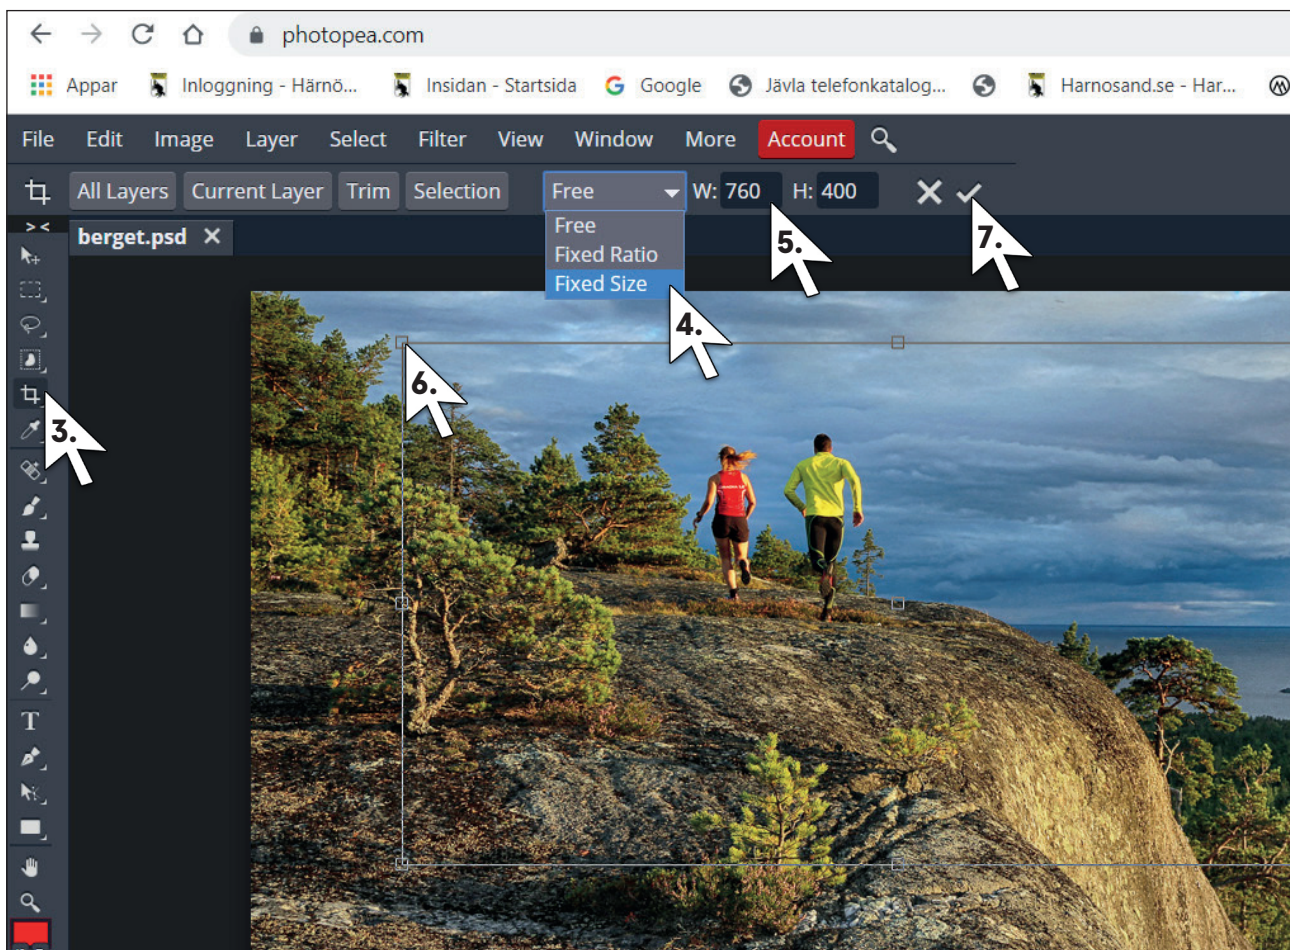 photopea.com
Appar Inloggning - Härnö... Insidan - Startsida Google Jävla telefonkatalog... Harnosand.se - Har...
File Edit Image Layer Select Filter View Window More Account
All Layers Current Layer Trim Selection Free W: 760 H: 400
> <
berget.psd
Free
Fixed Ratio
Fixed Size
5.
7.
4.
6.
3.
T